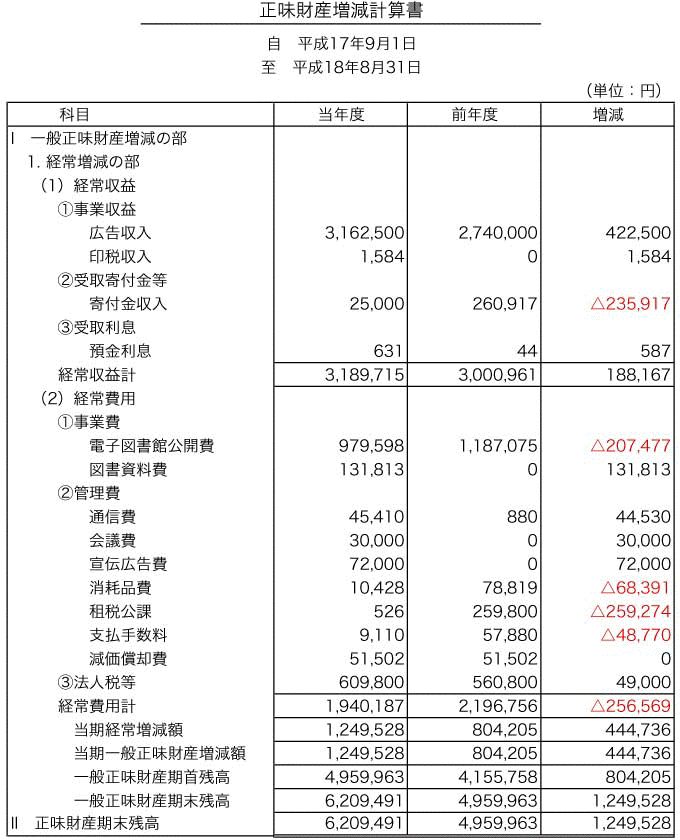 正味財産増減計算書
自　平成17年9月1日
至　平成18年8月31日
（単位：円）
科目 当年度 前年度 増減
Ⅰ　一般正味財産増減の部
1. 経常増減の部
（1）経常収益
①事業収益
広告収入 3,162,500 2,740,000 422,500
印税収入 1,584 0 1,584
②受取寄付金等
寄付金収入 25,000 260,917 △235,917
③受取利息
預金利息 631 44 587
経常収益計 3,189,715 3,000,961 188,167
（2）経常費用
①事業費
電子図書館公開費 979,598 1,187,075 △207,477
図書資料費 131,813 0 131,813
②管理費
通信費 45,410 880 44,530
会議費 30,000 0 30,000
宣伝広告費 72,000 0 72,000
消耗品費 10,428 78,819 △68,391
租税公課 526 259,800 △259,274
支払手数料 9,110 57,880 △48,770
減価償却費 51,502 51,502 0
③法人税等 609,800 560,800 49,000
経常費用計 1,940,187 2,196,756 △256,569
当期経常増減額 1,249,528 804,205 444,736
当期一般正味財産増減額 1,249,528 804,205 444,736
一般正味財産期首残高 4,959,963 4,155,758 804,205
一般正味財産期末残高 6,209,491 4,959,963 1,249,528
Ⅱ　正味財産期末残高 6,209,491 4,959,963 1,249,528